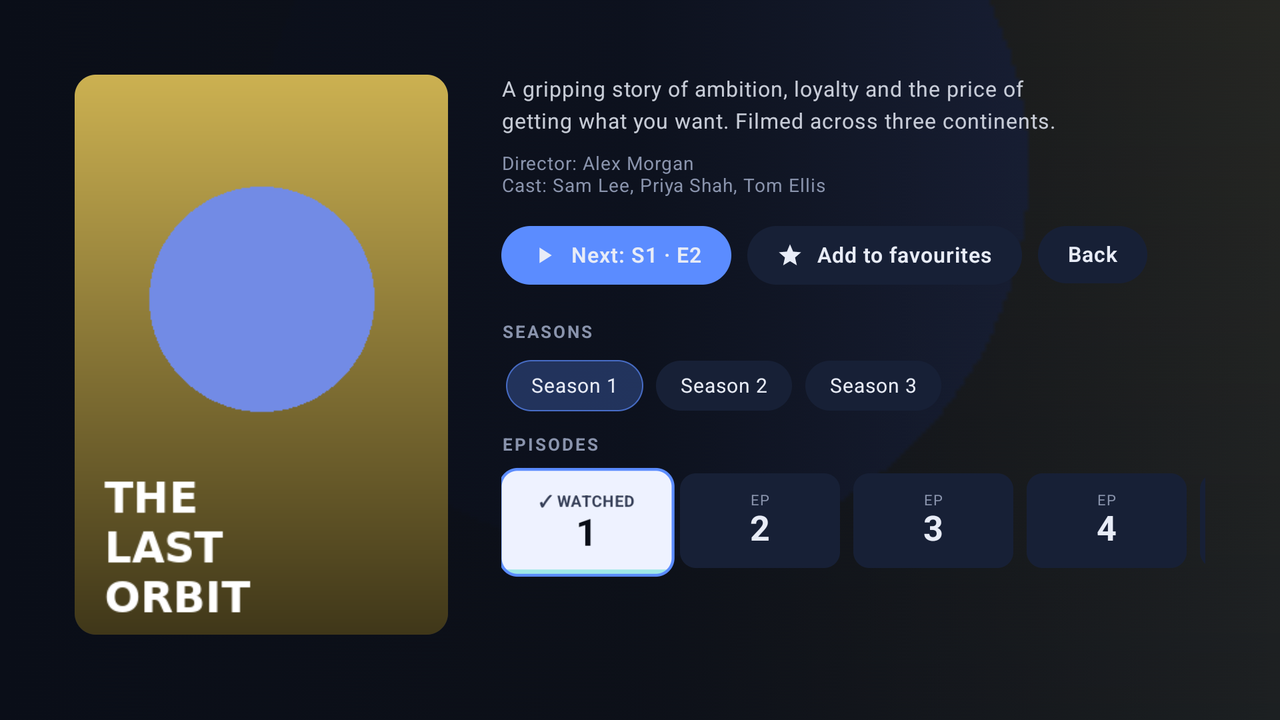 THE
LAST
ORBIT
A gripping story of ambition, loyalty and the price of
getting what you want. Filmed across three continents.
Director: Alex Morgan
Cast: Sam Lee, Priya Shah, Tom Ellis
Next: S1 · E2
Add to favourites
Back
SEASONS
Season 1
Season 2
Season 3
EPISODES
✓ WATCHED
1
EP
2
EP
3
EP
4